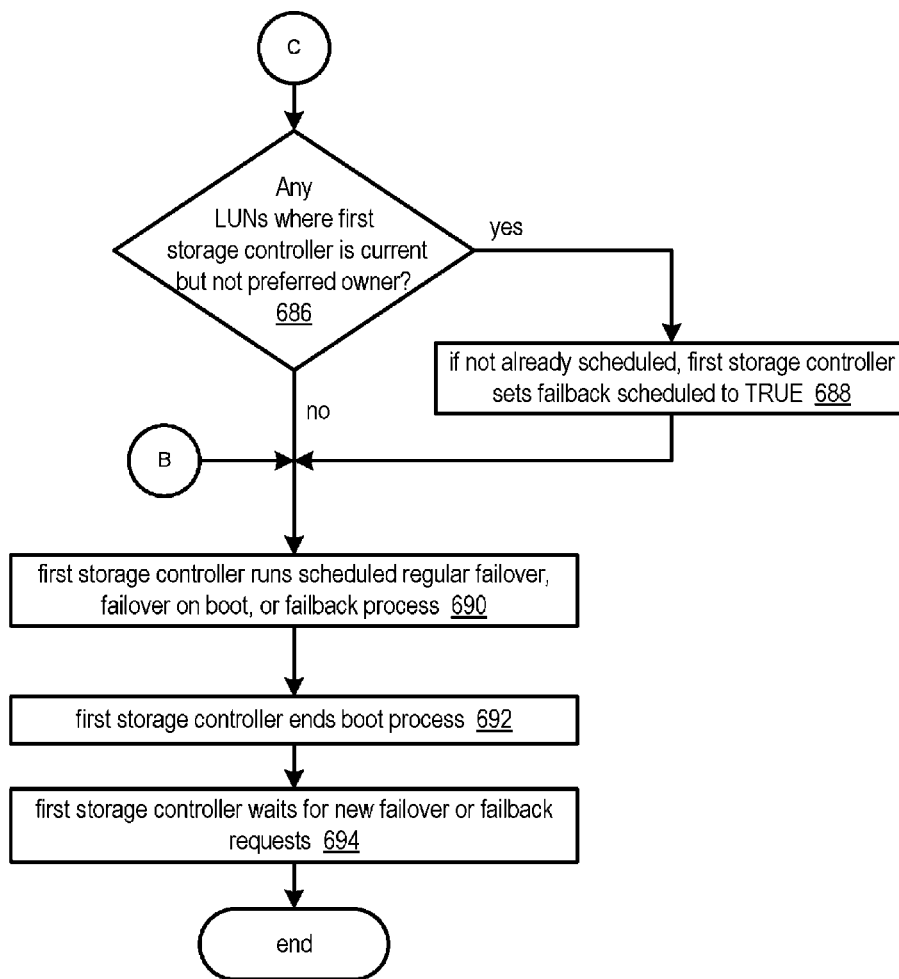 C
Any
LUNs where first
storage controller is current
but not preferred owner?
686
yes
if not already scheduled, first storage controller
sets failback scheduled to TRUE 688
no
B
first storage controller runs scheduled regular failover,
failover on boot, or failback process 690
first storage controller ends boot process 692
first storage controller waits for new failover or failback
requests 694
end